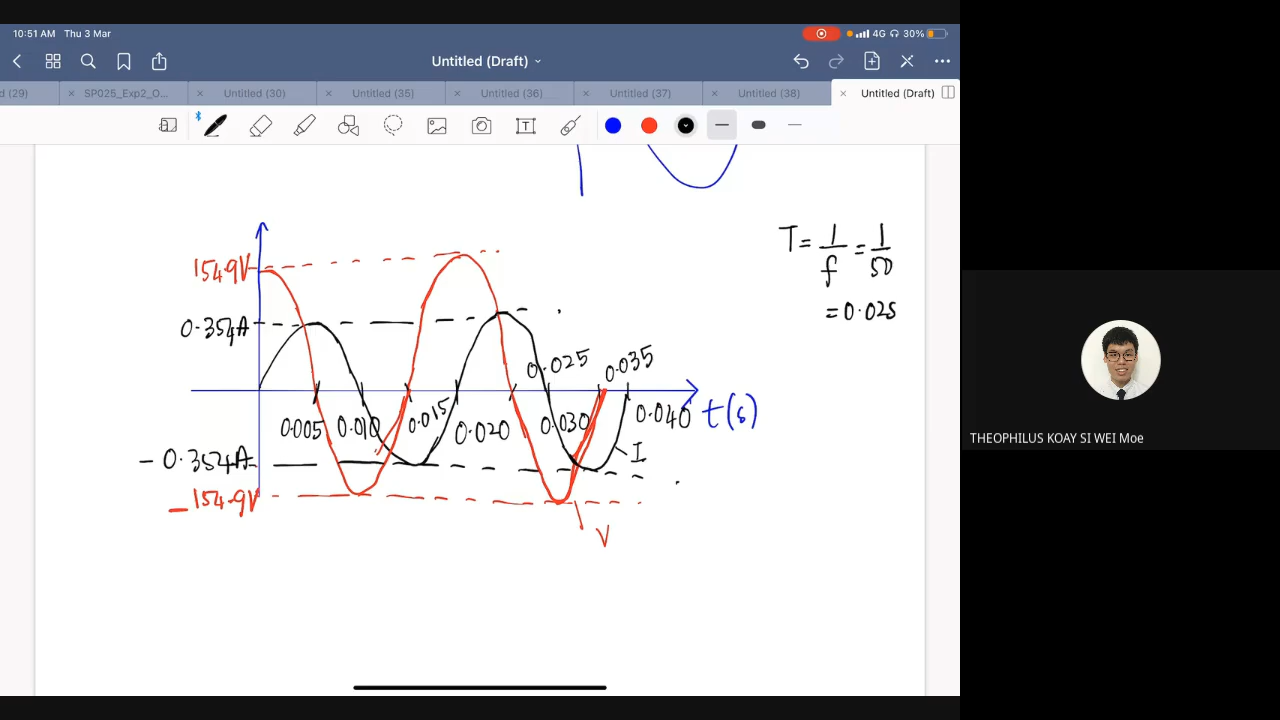 10:51 AM Thu 3 Mar
4G 30%
Untitled (Draft)
d (29)
SP025_Exp2_O...
Untitled (30)
Untitled (35)
Untitled (36)
Untitled (37)
Untitled (38)
Untitled (Draft)
T
T = 1/f = 1/50
= 0.02s
154.9V
0.354A
0.025
0.035
0.005
0.010
0.015
0.020
0.030
0.040
t(s)
-0.354A
I
-154.9V
V
THEOPHILUS KOAY SI WEI Moe